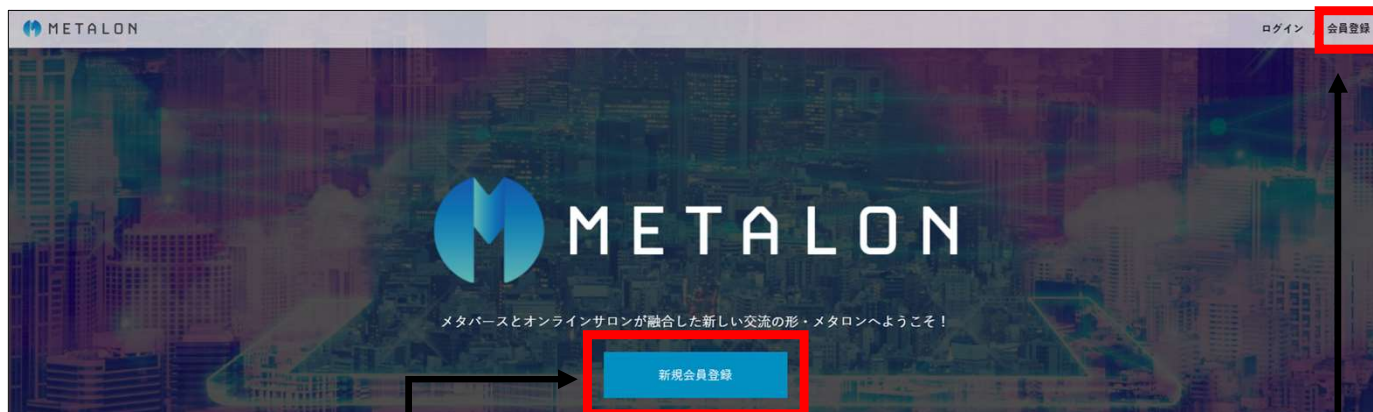 METALON
ログイン
会員登録
METALON
メタバースとオンラインサロンが融合した新しい交流の形・メタロンへようこそ！
新規会員登録